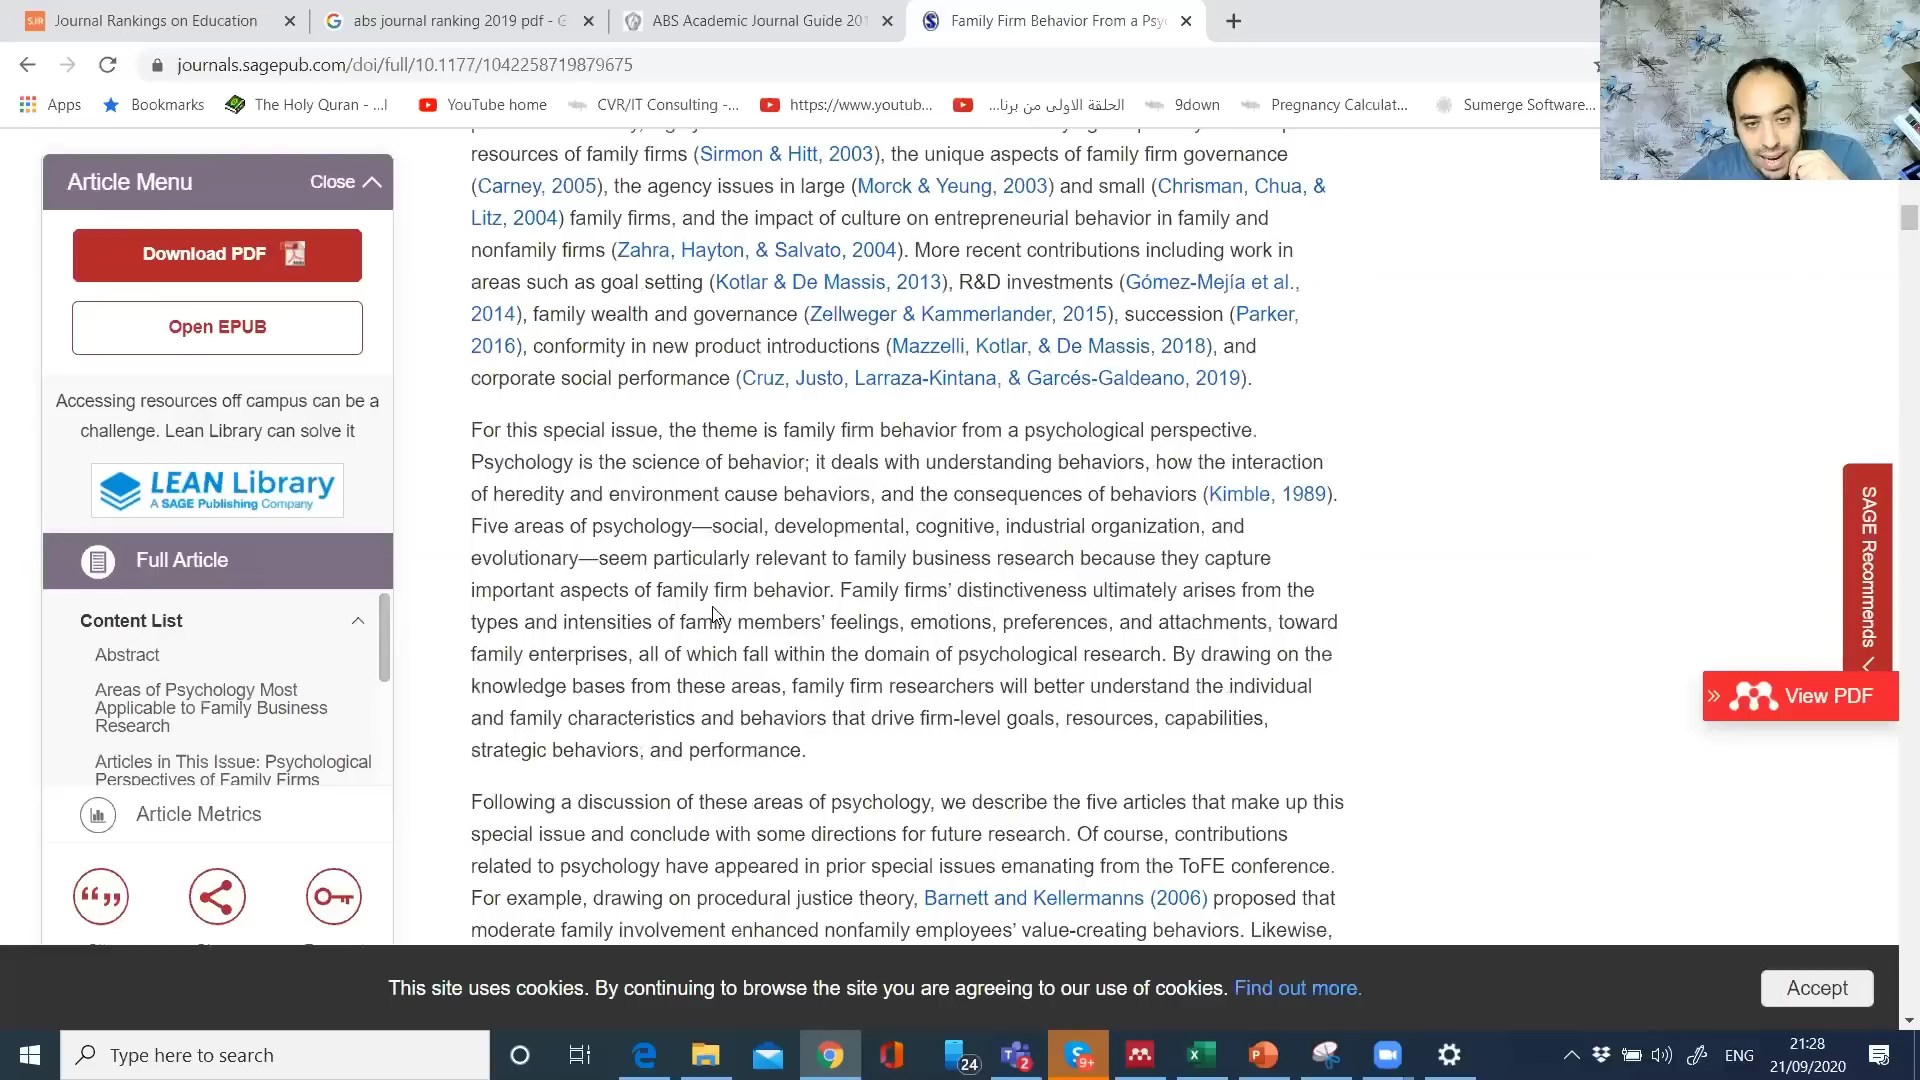 Journal Rankings on Education
abs journal ranking 2019 pdf - G
ABS Academic Journal Guide 201
Family Firm Behavior From a Psy
journals.sagepub.com/doi/full/10.1177/1042258719879675
Apps
Bookmarks
The Holy Quran - ...l
YouTube home
CVR/IT Consulting -...
https://www.youtub...
الحلقة الاولى من برنا...
9down
Pregnancy Calculat...
Sumerge Software...
Article Menu
Close
Download PDF
Open EPUB
Accessing resources off campus can be a
challenge. Lean Library can solve it
LEAN Library
A SAGE Publishing Company
Full Article
Content List
Abstract
Areas of Psychology Most
Applicable to Family Business
Research
Articles in This Issue: Psychological
Perspectives of Family Firms
Article Metrics
resources of family firms (Sirmon & Hitt, 2003), the unique aspects of family firm governance
(Carney, 2005), the agency issues in large (Morck & Yeung, 2003) and small (Chrisman, Chua, &
Litz, 2004) family firms, and the impact of culture on entrepreneurial behavior in family and
nonfamily firms (Zahra, Hayton, & Salvato, 2004). More recent contributions including work in
areas such as goal setting (Kotlar & De Massis, 2013), R&D investments (Gómez-Mejía et al.,
2014), family wealth and governance (Zellweger & Kammerlander, 2015), succession (Parker,
2016), conformity in new product introductions (Mazzelli, Kotlar, & De Massis, 2018), and
corporate social performance (Cruz, Justo, Larraza-Kintana, & Garcés-Galdeano, 2019).
For this special issue, the theme is family firm behavior from a psychological perspective.
Psychology is the science of behavior; it deals with understanding behaviors, how the interaction
of heredity and environment cause behaviors, and the consequences of behaviors (Kimble, 1989).
Five areas of psychology—social, developmental, cognitive, industrial organization, and
evolutionary—seem particularly relevant to family business research because they capture
important aspects of family firm behavior. Family firms’ distinctiveness ultimately arises from the
types and intensities of family members’ feelings, emotions, preferences, and attachments, toward
family enterprises, all of which fall within the domain of psychological research. By drawing on the
knowledge bases from these areas, family firm researchers will better understand the individual
and family characteristics and behaviors that drive firm-level goals, resources, capabilities,
strategic behaviors, and performance.
Following a discussion of these areas of psychology, we describe the five articles that make up this
special issue and conclude with some directions for future research. Of course, contributions
related to psychology have appeared in prior special issues emanating from the ToFE conference.
For example, drawing on procedural justice theory, Barnett and Kellermanns (2006) proposed that
moderate family involvement enhanced nonfamily employees’ value-creating behaviors. Likewise,
SAGE Recommends
View PDF
This site uses cookies. By continuing to browse the site you are agreeing to our use of cookies. Find out more.
Accept
Type here to search
24
2
9+
ENG
21:28
21/09/2020